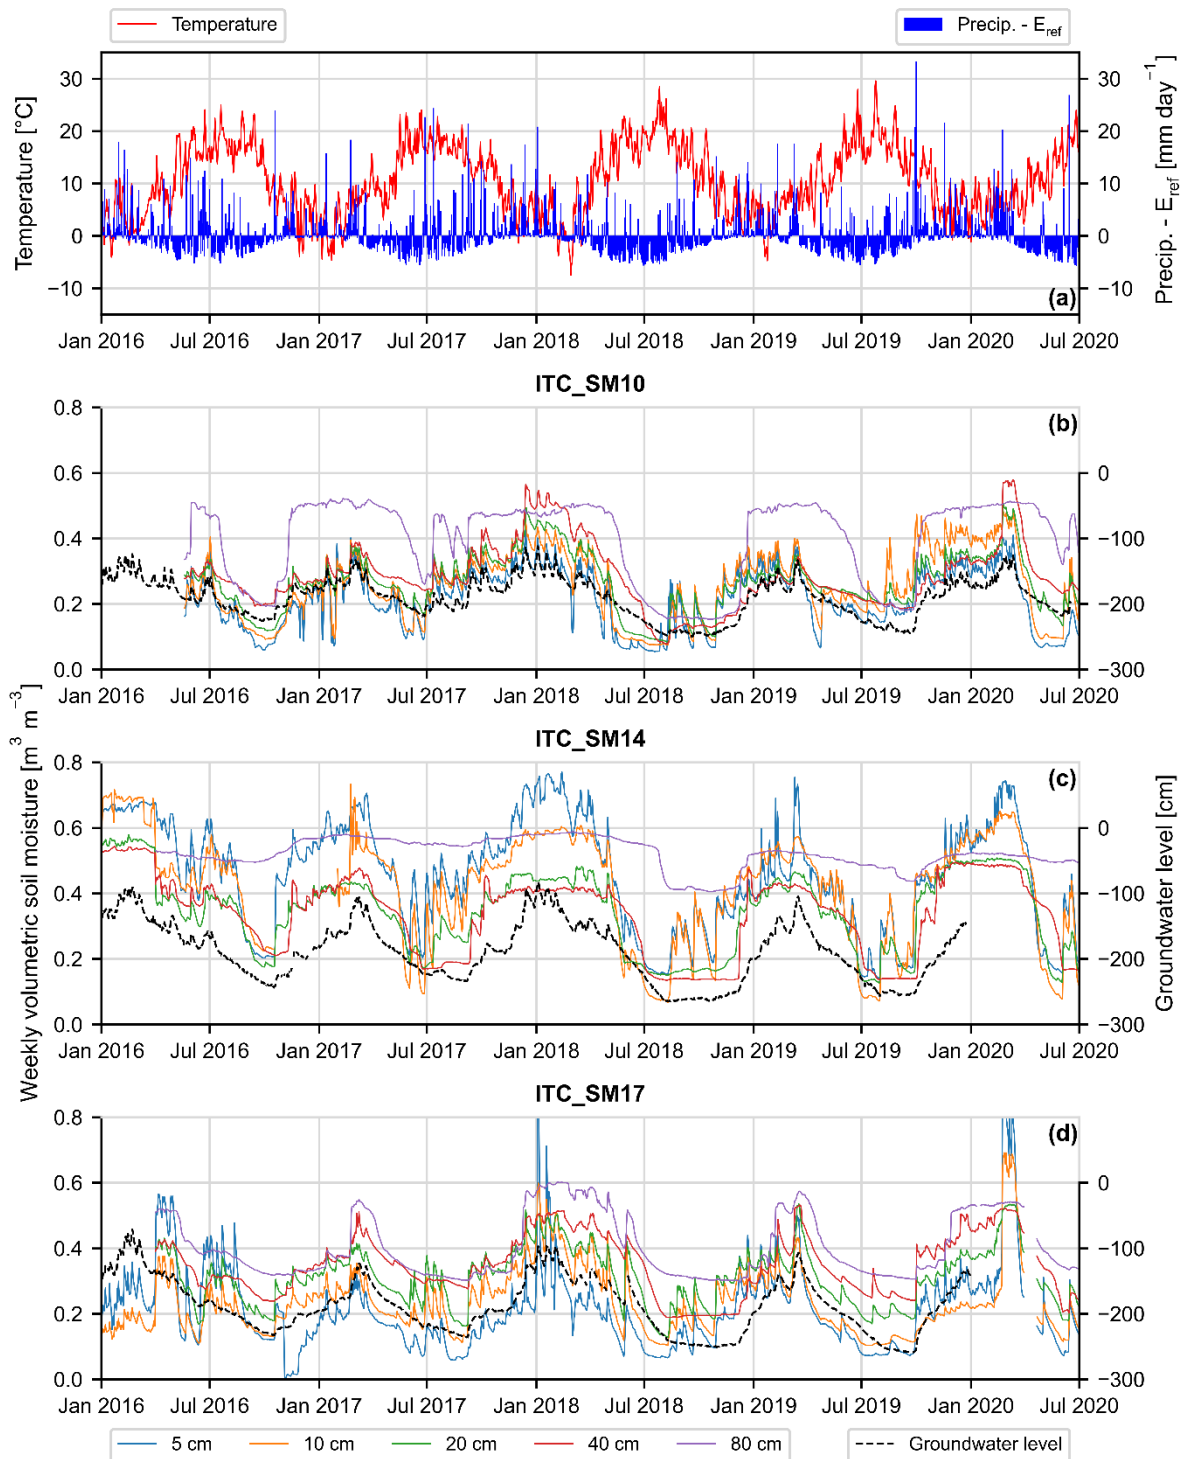 Temperature
Precip. - E_ref
30 30
20 20
10 10
0 0
−10 −10
Temperature [°C]
Precip. - E_ref [mm day⁻¹]
(a)
Jan 2016 Jul 2016 Jan 2017 Jul 2017 Jan 2018 Jul 2018 Jan 2019 Jul 2019 Jan 2020 Jul 2020
ITC_SM10
(b)
0.8
0.6 0
0.4 −100
0.2 −200
0.0 −300
Jan 2016 Jul 2016 Jan 2017 Jul 2017 Jan 2018 Jul 2018 Jan 2019 Jul 2019 Jan 2020 Jul 2020
Weekly volumetric soil moisture [m³ m⁻³]
Groundwater level [cm]
ITC_SM14
(c)
0.8
0.6 0
0.4 −100
0.2 −200
0.0 −300
Jan 2016 Jul 2016 Jan 2017 Jul 2017 Jan 2018 Jul 2018 Jan 2019 Jul 2019 Jan 2020 Jul 2020
ITC_SM17
(d)
0.8
0.6 0
0.4 −100
0.2 −200
0.0 −300
Jan 2016 Jul 2016 Jan 2017 Jul 2017 Jan 2018 Jul 2018 Jan 2019 Jul 2019 Jan 2020 Jul 2020
5 cm 10 cm 20 cm 40 cm 80 cm Groundwater level